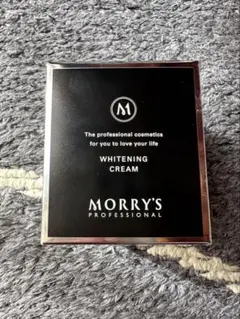 M
The professional cosmetics
for you to love your life
WHITENING
CREAM
MORRY'S
PROFESSIONAL